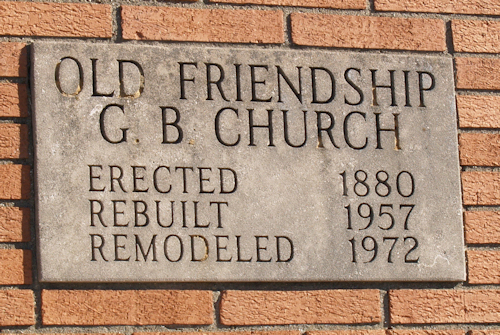 OLD FRIENDSHIP
G. B. CHURCH
ERECTED 1880
REBUILT 1957
REMODELED 1972